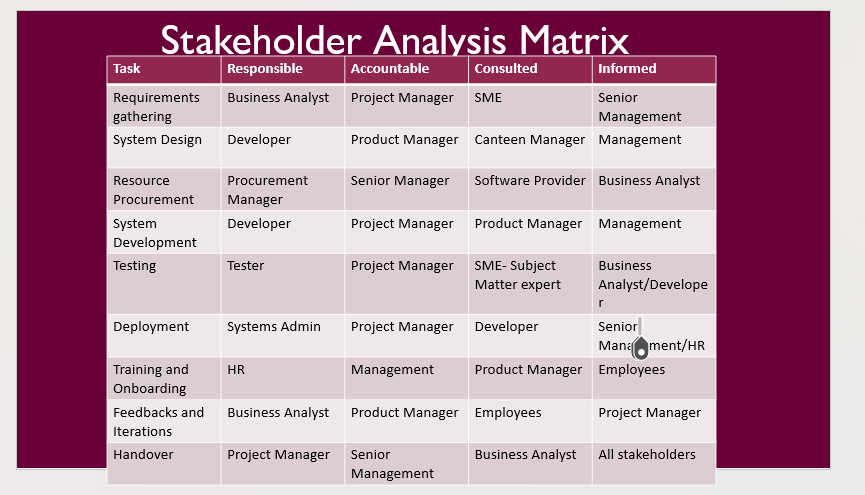 Stakeholder Analysis Matrix
Task Responsible Accountable Consulted Informed
Requirements gathering Business Analyst Project Manager SME Senior Management
System Design Developer Product Manager Canteen Manager Management
Resource Procurement Procurement Manager Senior Manager Software Provider Business Analyst
System Development Developer Project Manager Product Manager Management
Testing Tester Project Manager SME- Subject Matter expert Business Analyst/Developer
Deployment Systems Admin Project Manager Developer Senior Management/HR
Training and Onboarding HR Management Product Manager Employees
Feedbacks and Iterations Business Analyst Product Manager Employees Project Manager
Handover Project Manager Senior Management Business Analyst All stakeholders